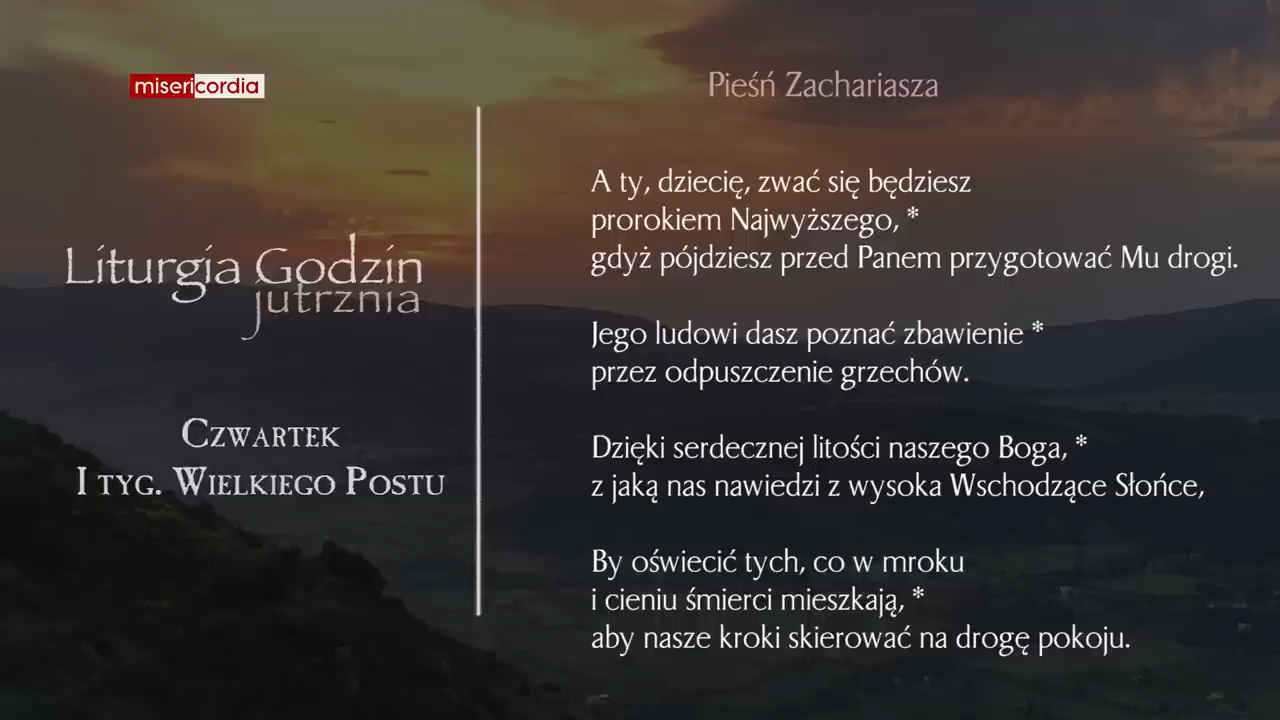 misericordia
Liturgia Godzin
jutrznia
Czwartek
I tyg. Wielkiego Postu
Pieśń Zachariasza
A ty, dziecię, zwać się będziesz
prorokiem Najwyższego, *
gdyż pójdziesz przed Panem przygotować Mu drogi.
Jego ludowi dasz poznać zbawienie *
przez odpuszczenie grzechów.
Dzięki serdecznej litości naszego Boga, *
z jaką nas nawiedzi z wysoka Wschodzące Słońce,
By oświecić tych, co w mroku
i cieniu śmierci mieszkają, *
aby nasze kroki skierować na drogę pokoju.